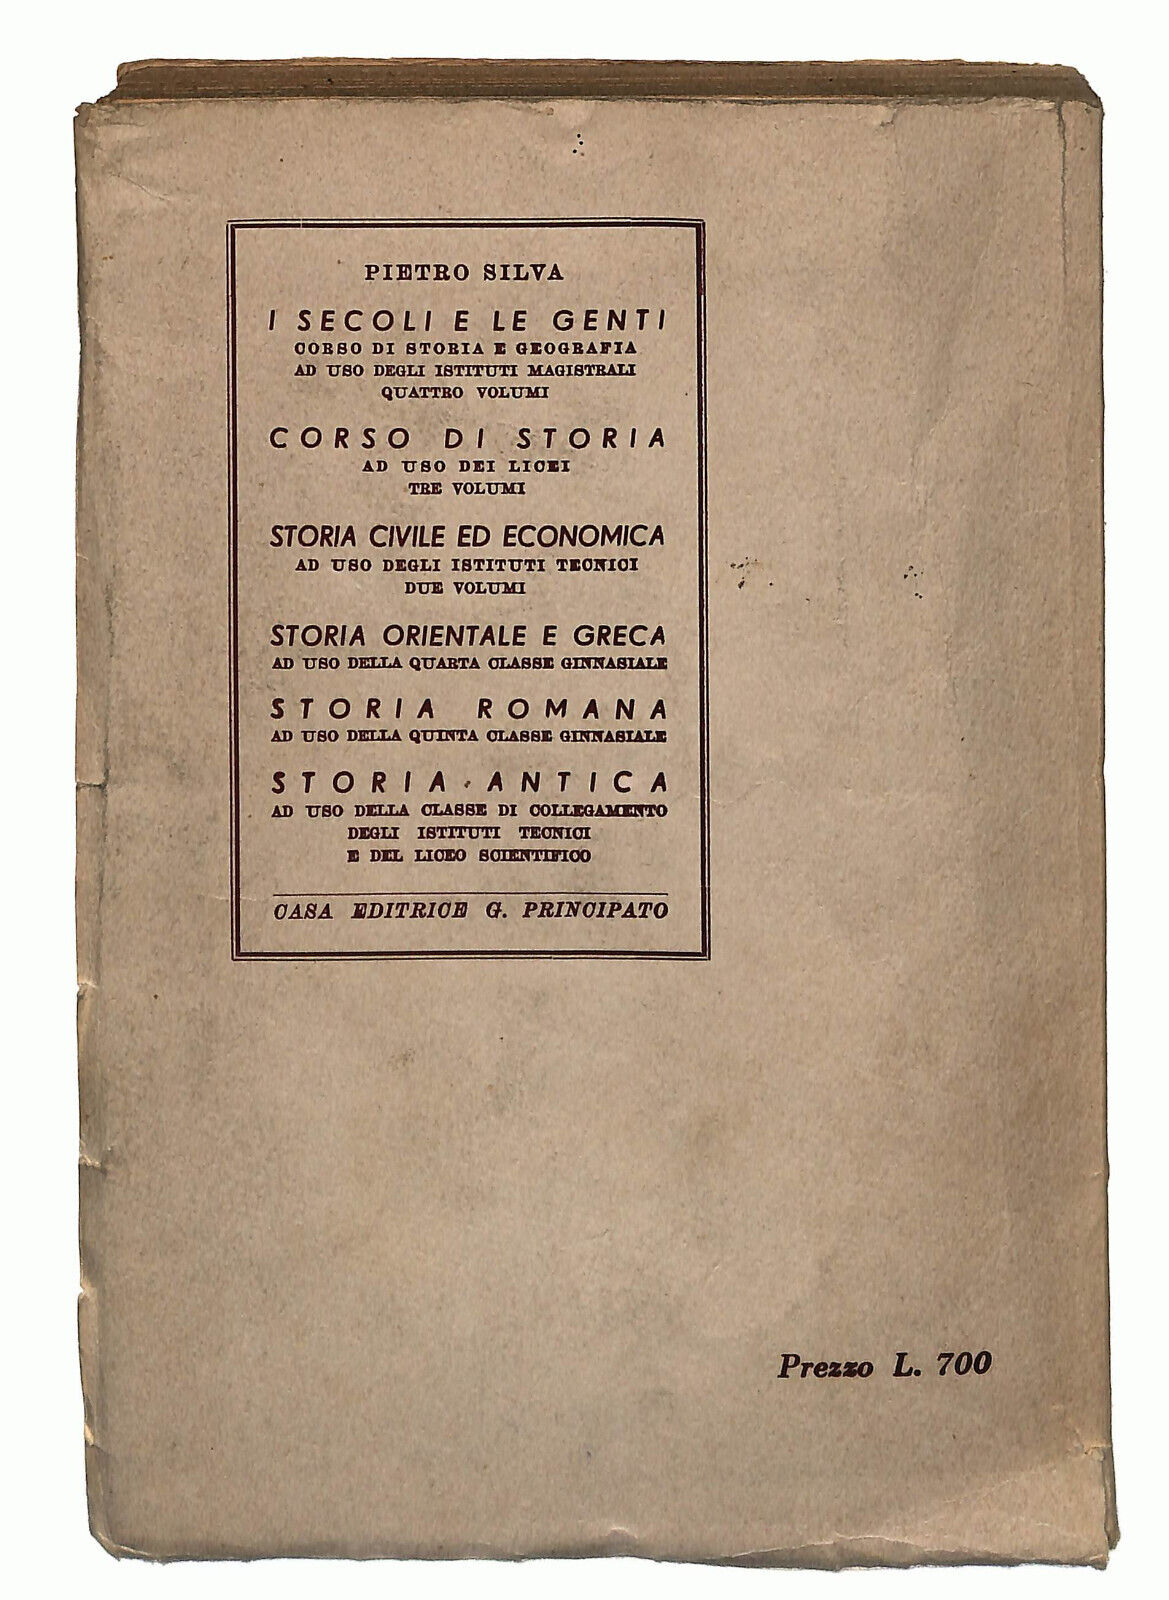 PIETRO SILVA
I SECOLI E LE GENTI
CORSO DI STORIA E GEOGRAFIA
AD USO DEGLI ISTITUTI MAGISTRALI
QUATTRO VOLUMI
CORSO DI STORIA
AD USO DEI LICEI
TRE VOLUMI
STORIA CIVILE ED ECONOMICA
AD USO DEGLI ISTITUTI TECNICI
DUE VOLUMI
STORIA ORIENTALE E GRECA
AD USO DELLA QUARTA CLASSE GINNASIALE
STORIA ROMANA
AD USO DELLA QUINTA CLASSE GINNASIALE
STORIA ANTICA
AD USO DELLA CLASSE DI COLLEGAMENTO
DEGLI ISTITUTI TECNICI
E DEL LICEO SCIENTIFICO
CASA EDITRICE G. PRINCIPATO
Prezzo L. 700